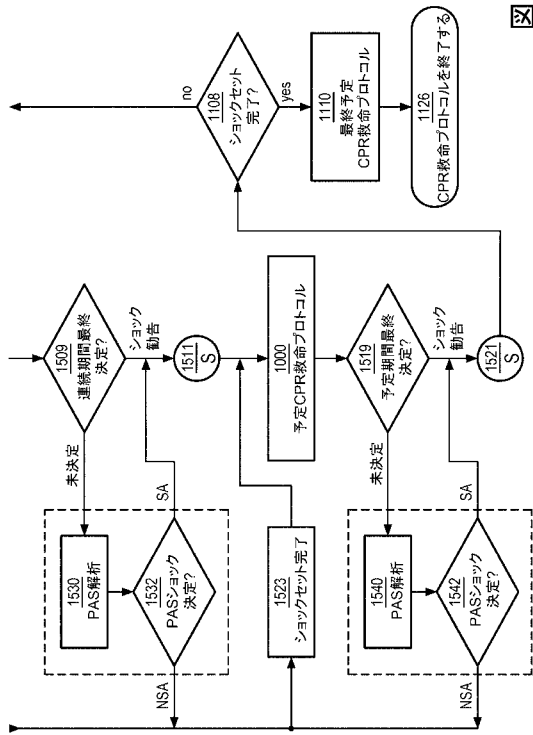 図
1509
連続期間最終
決定?
未決定
ショック
勧告
1530
PAS解析
1532
PASショック
決定?
NSA
SA
1511
S
1523
ショックセット完了
1000
予定CPR救命プロトコル
1519
予定期間最終
決定?
未決定
ショック
勧告
1540
PAS解析
1542
PASショック
決定?
NSA
SA
1521
S
1108
ショックセット
完了?
no
yes
1110
最終予定
CPR救命プロトコル
1126
CPR救命プロトコルを終了する